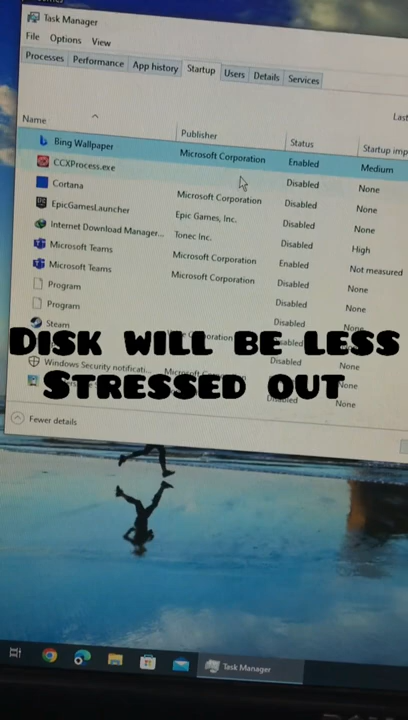 Task Manager
File Options View
Processes Performance App history Startup Users Details Services
Name Publisher Status Startup imp
Bing Wallpaper Microsoft Corporation Enabled Medium
CCXProcess.exe Disabled None
Cortana Microsoft Corporation Disabled None
EpicGamesLauncher Epic Games, Inc. Disabled None
Internet Download Manager... Tonec Inc. Disabled High
Microsoft Teams Microsoft Corporation Enabled Not measured
Microsoft Teams Microsoft Corporation Disabled None
Program Disabled None
Program Disabled None
Steam Corporation Disabled None
DISK WILL BE LESS
Windows Security notificati... Disabled None
STRESSED OUT
Disabled None
Fewer details
Task Manager